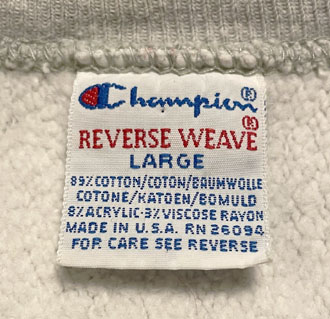 Champion®
REVERSE WEAVE®
LARGE
89% COTTON/COTON/BAUMWOLLE
COTONE/KATOEN/BOMULD
8% ACRYLIC·3% VISCOSE RAYON
MADE IN U.S.A. RN 26094
FOR CARE SEE REVERSE